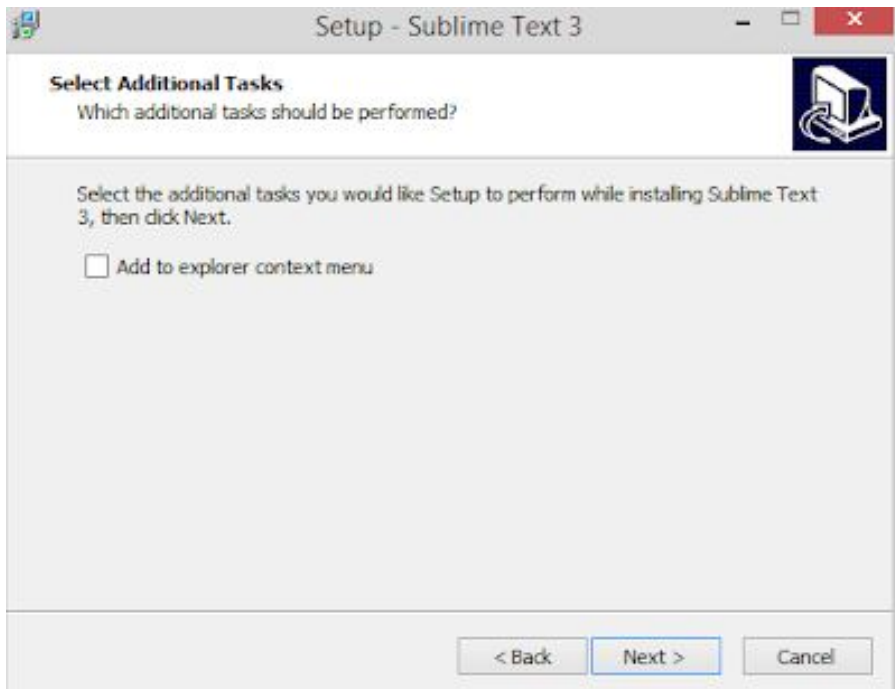 Setup - Sublime Text 3
Select Additional Tasks
Which additional tasks should be performed?
Select the additional tasks you would like Setup to perform while installing Sublime Text
3, then click Next.
Add to explorer context menu
< Back Next > Cancel